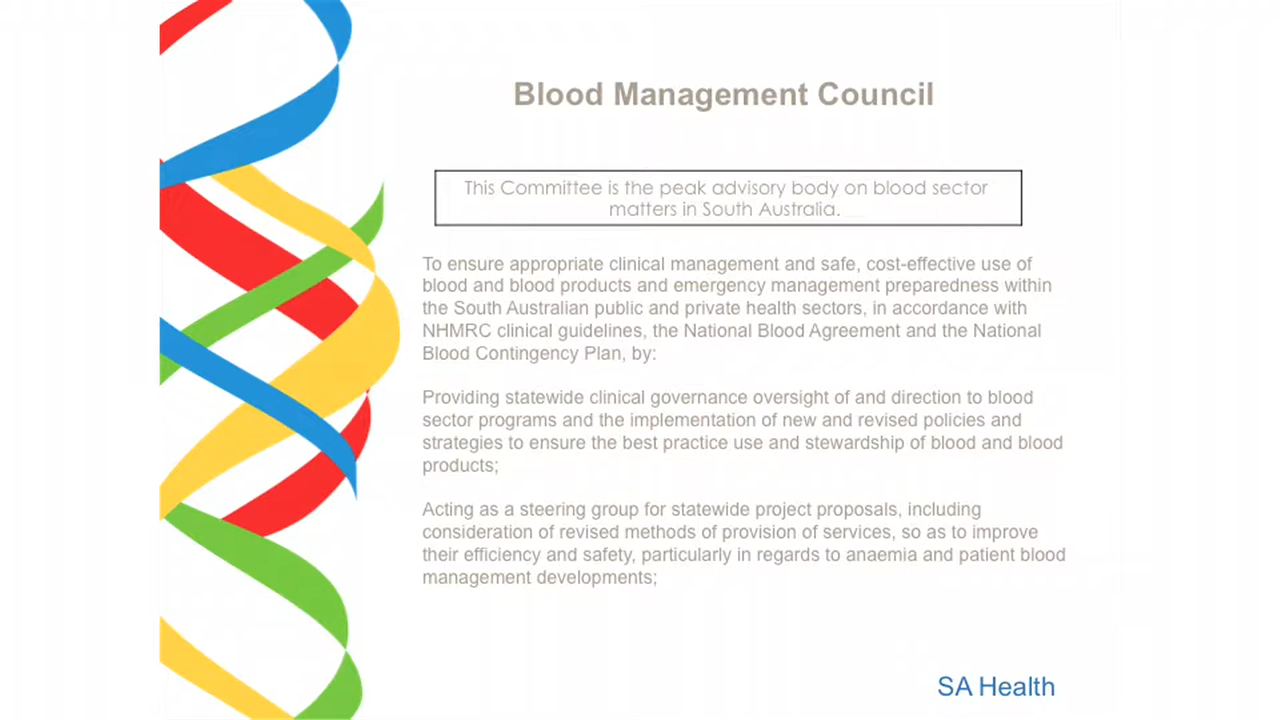 Blood Management Council
This Committee is the peak advisory body on blood sector
matters in South Australia.
To ensure appropriate clinical management and safe, cost-effective use of
blood and blood products and emergency management preparedness within
the South Australian public and private health sectors, in accordance with
NHMRC clinical guidelines, the National Blood Agreement and the National
Blood Contingency Plan, by:
Providing statewide clinical governance oversight of and direction to blood
sector programs and the implementation of new and revised policies and
strategies to ensure the best practice use and stewardship of blood and blood
products;
Acting as a steering group for statewide project proposals, including
consideration of revised methods of provision of services, so as to improve
their efficiency and safety, particularly in regards to anaemia and patient blood
management developments;
SA Health